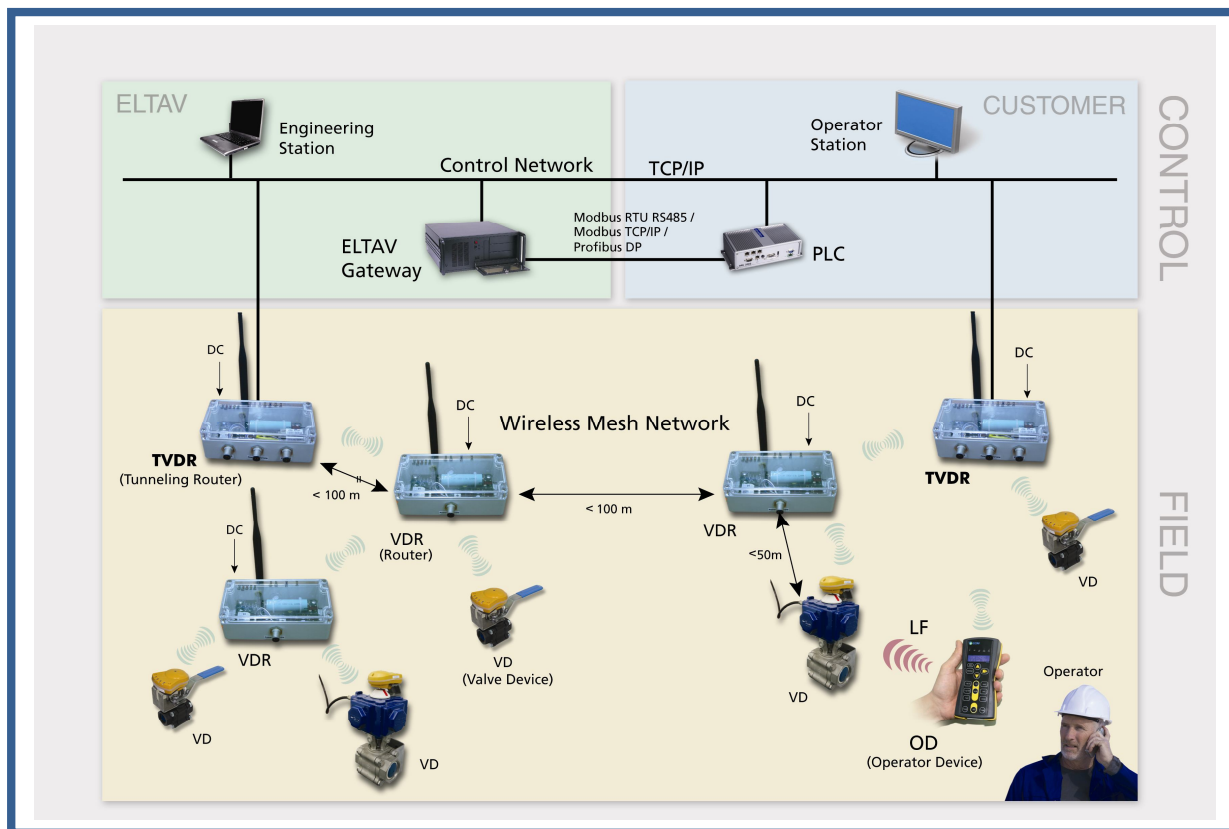 ELTAV
CUSTOMER
CONTROL
Engineering
Station
Operator
Station
Control Network
TCP/IP
Modbus RTU RS485 /
Modbus TCP/IP /
Profibus DP
ELTAV
Gateway
PLC
FIELD
DC
DC
DC
DC
Wireless Mesh Network
TVDR
(Tunneling Router)
< 100 m
TVDR
< 100 m
VDR
(Router)
VDR
DC
<50m
VD
VDR
VD
(Valve Device)
LF
Operator
VD
VD
VD
OD
(Operator Device)